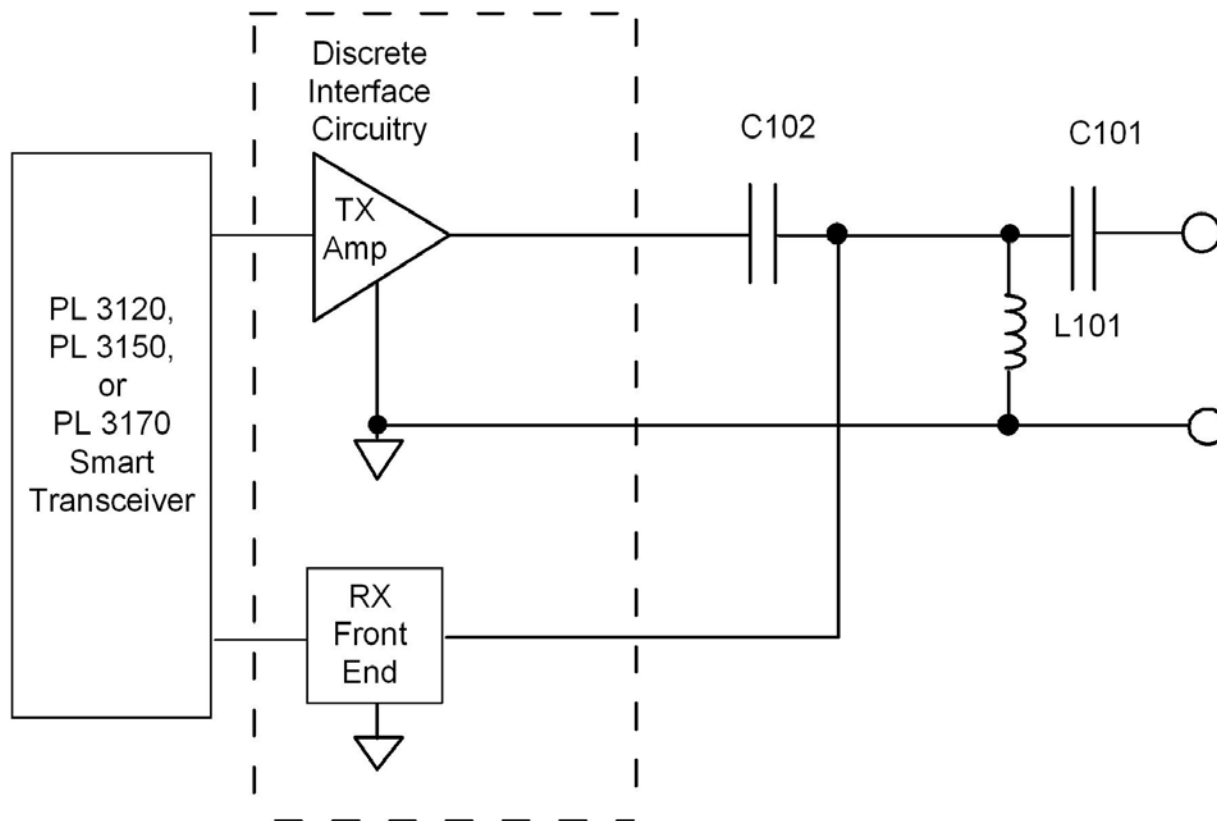 Discrete
Interface
Circuitry
C102
C101
TX
Amp
PL 3120,
PL 3150,
or
PL 3170
Smart
Transceiver
L101
RX
Front
End